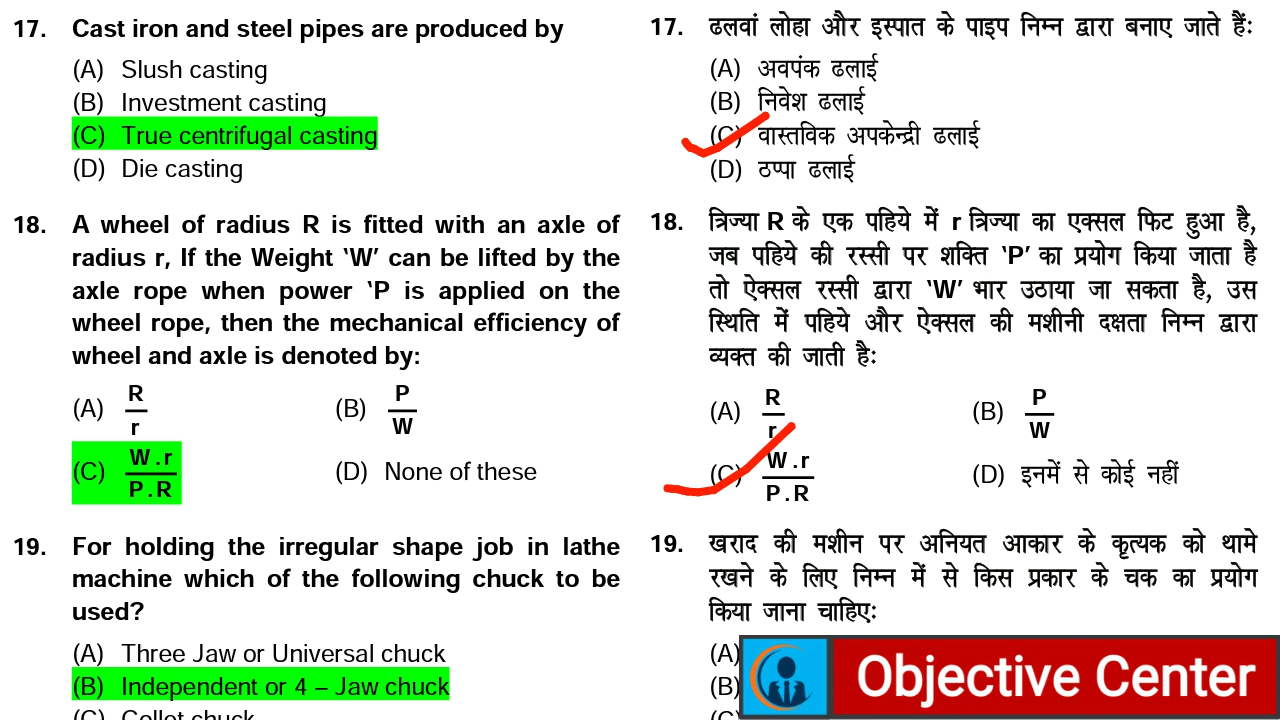 17. Cast iron and steel pipes are produced by
(A) Slush casting
(B) Investment casting
(C) True centrifugal casting
(D) Die casting
18. A wheel of radius R is fitted with an axle of
radius r, If the Weight ‘W’ can be lifted by the
axle rope when power ‘P is applied on the
wheel rope, then the mechanical efficiency of
wheel and axle is denoted by:
(A) R/r (B) P/W
(C) W.r/P.R (D) None of these
19. For holding the irregular shape job in lathe
machine which of the following chuck to be
used?
(A) Three Jaw or Universal chuck
(B) Independent or 4 – Jaw chuck
(C) Collet chuck
17. ढलवां लोहा और इस्पात के पाइप निम्न द्वारा बनाए जाते हैंः
(A) अवपंक ढलाई
(B) निवेश ढलाई
(C) वास्तविक अपकेन्द्री ढलाई
(D) ठप्पा ढलाई
18. त्रिज्या R के एक पहिये में r त्रिज्या का एक्सल फिट हुआ है,
जब पहिये की रस्सी पर शक्ति ‘P’ का प्रयोग किया जाता है
तो ऐक्सल रस्सी द्वारा ‘W’ भार उठाया जा सकता है, उस
स्थिति में पहिये और ऐक्सल की मशीनी दक्षता निम्न द्वारा
व्यक्त की जाती हैः
(A) R/r (B) P/W
(C) W.r/P.R (D) इनमें से कोई नहीं
19. खराद की मशीन पर अनियत आकार के कृत्यक को थामे
रखने के लिए निम्न में से किस प्रकार के चक का प्रयोग
किया जाना चाहिएः
(A)
(B)
(C)
Objective Center